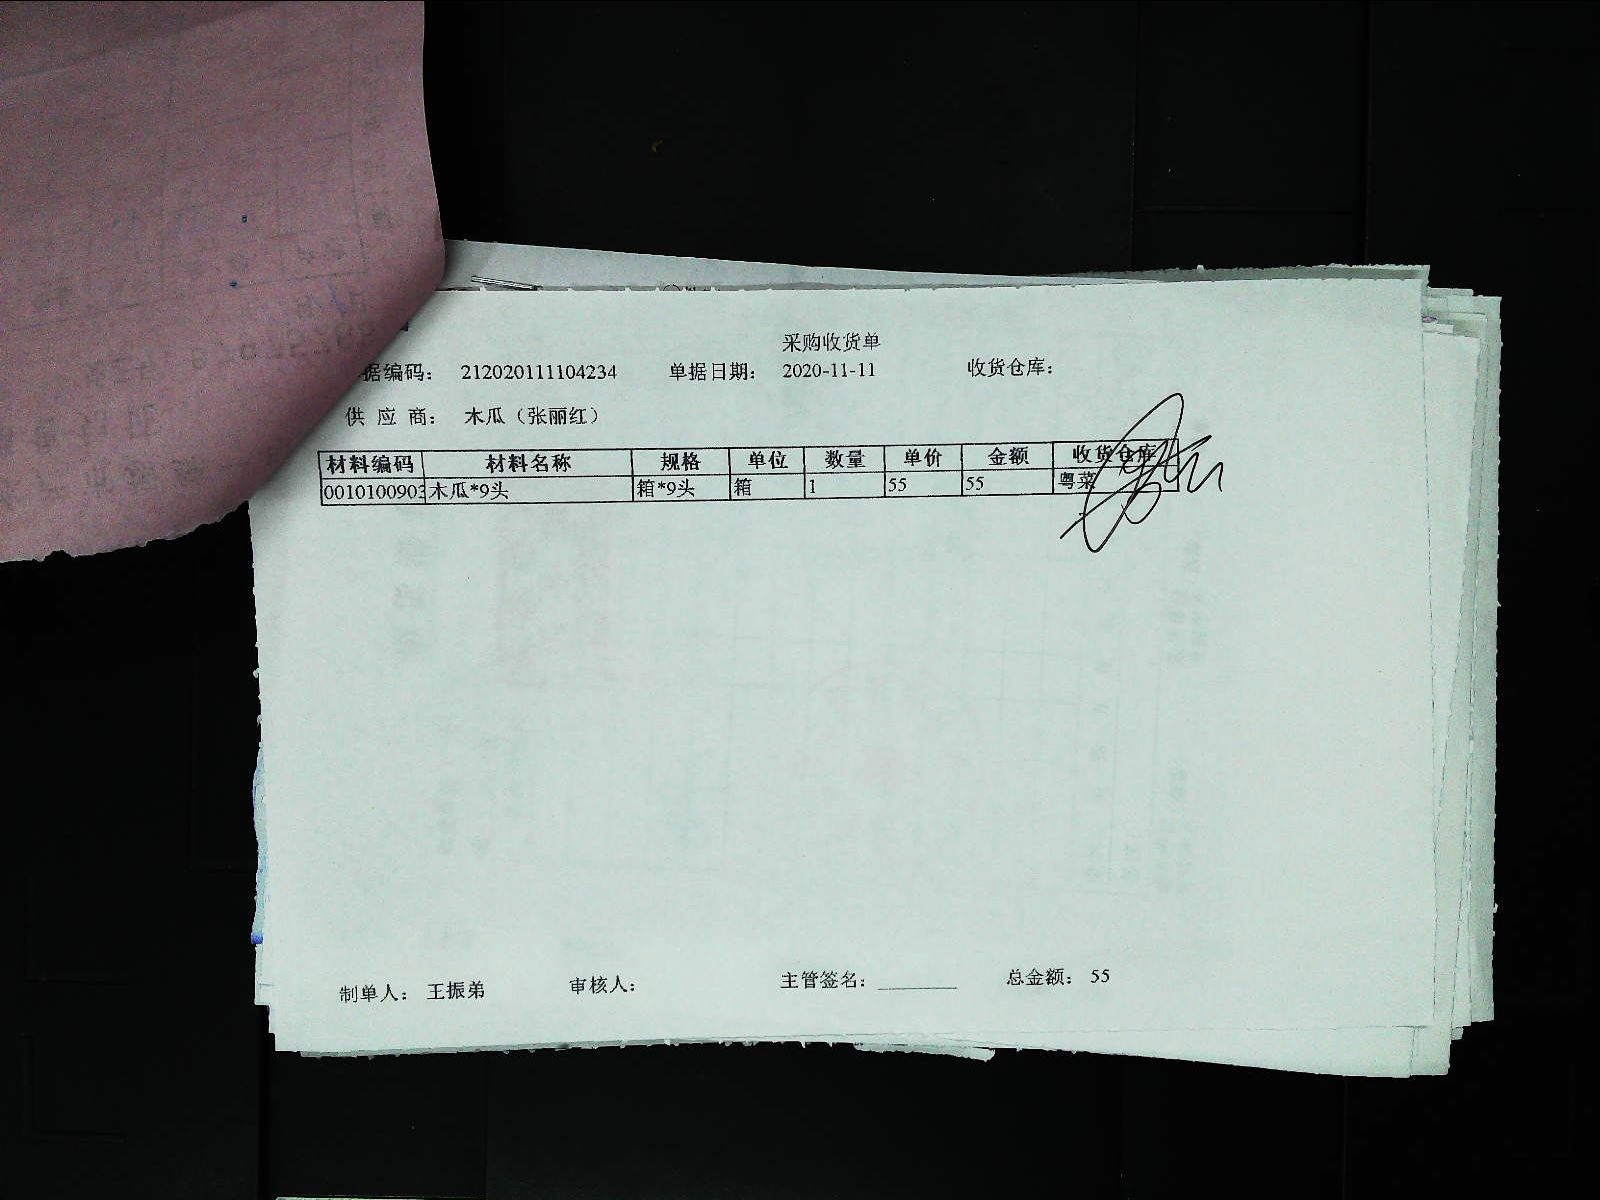 采购收货单
据编码： 212020111104234 单据日期： 2020-11-11 收货仓库：
供 应 商： 木瓜（张丽红）
材料编码 材料名称 规格 单位 数量 单价 金额 收货仓库
0010100903 木瓜*9头 箱*9头 箱 1 55 55 粤菜
制单人： 王振弟 审核人： 主管签名： 总金额： 55